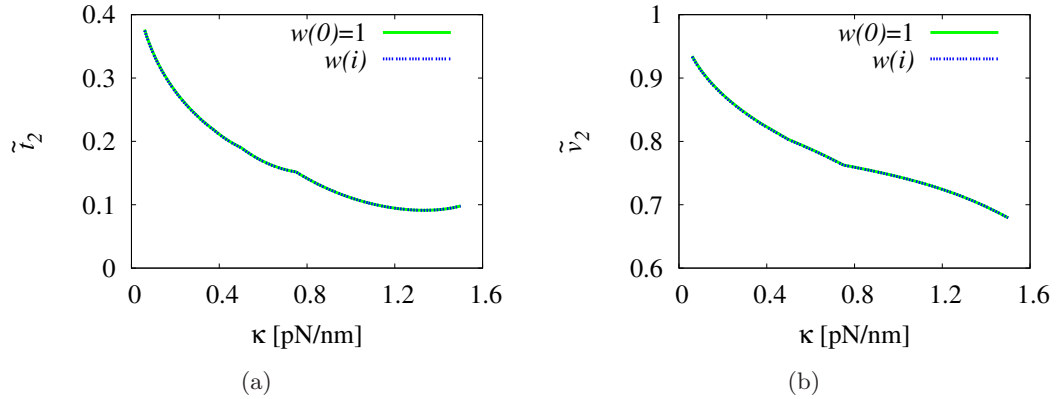 w(0)=1
w(i)
0.4
0.3
0.2
0.1
0
t̃₂
0 0.4 0.8 1.2 1.6
κ [pN/nm]
(a)
w(0)=1
w(i)
1
0.9
0.8
0.7
0.6
ṽ₂
0 0.4 0.8 1.2 1.6
κ [pN/nm]
(b)